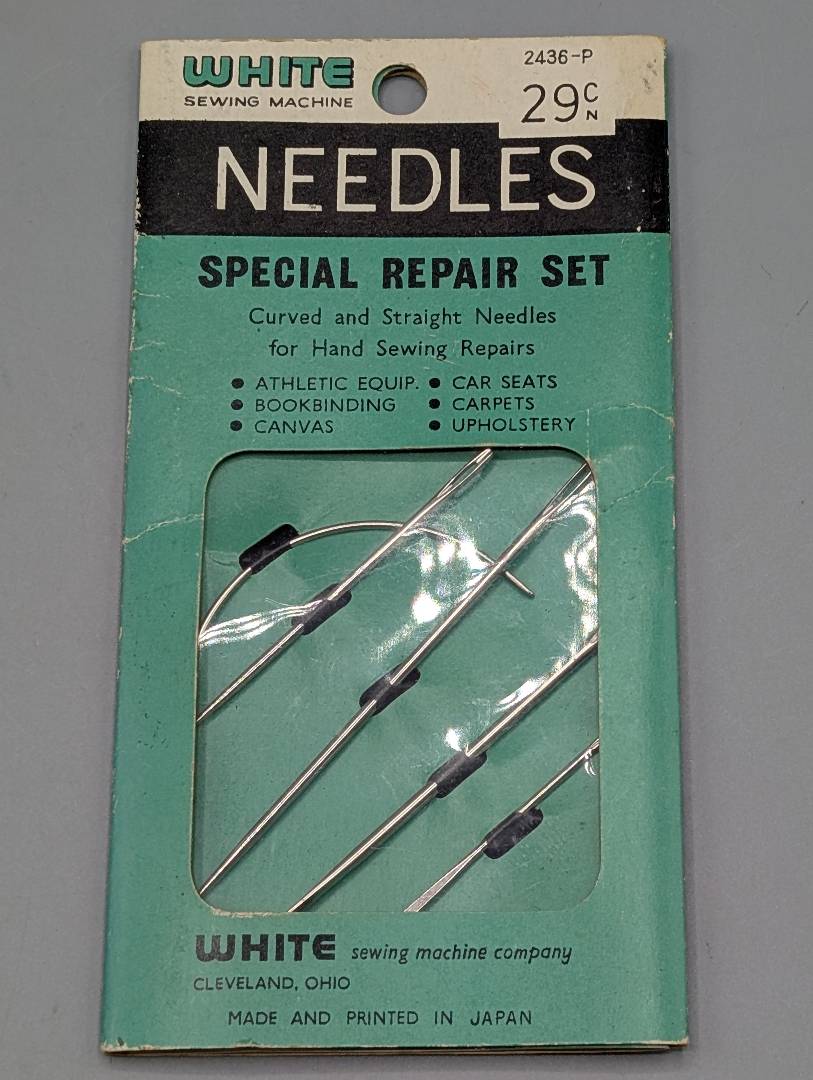 WHITE
SEWING MACHINE
2436-P
29C
N
NEEDLES
SPECIAL REPAIR SET
Curved and Straight Needles
for Hand Sewing Repairs
● ATHLETIC EQUIP. ● CAR SEATS
● BOOKBINDING ● CARPETS
● CANVAS ● UPHOLSTERY
WHITE sewing machine company
CLEVELAND, OHIO
MADE AND PRINTED IN JAPAN